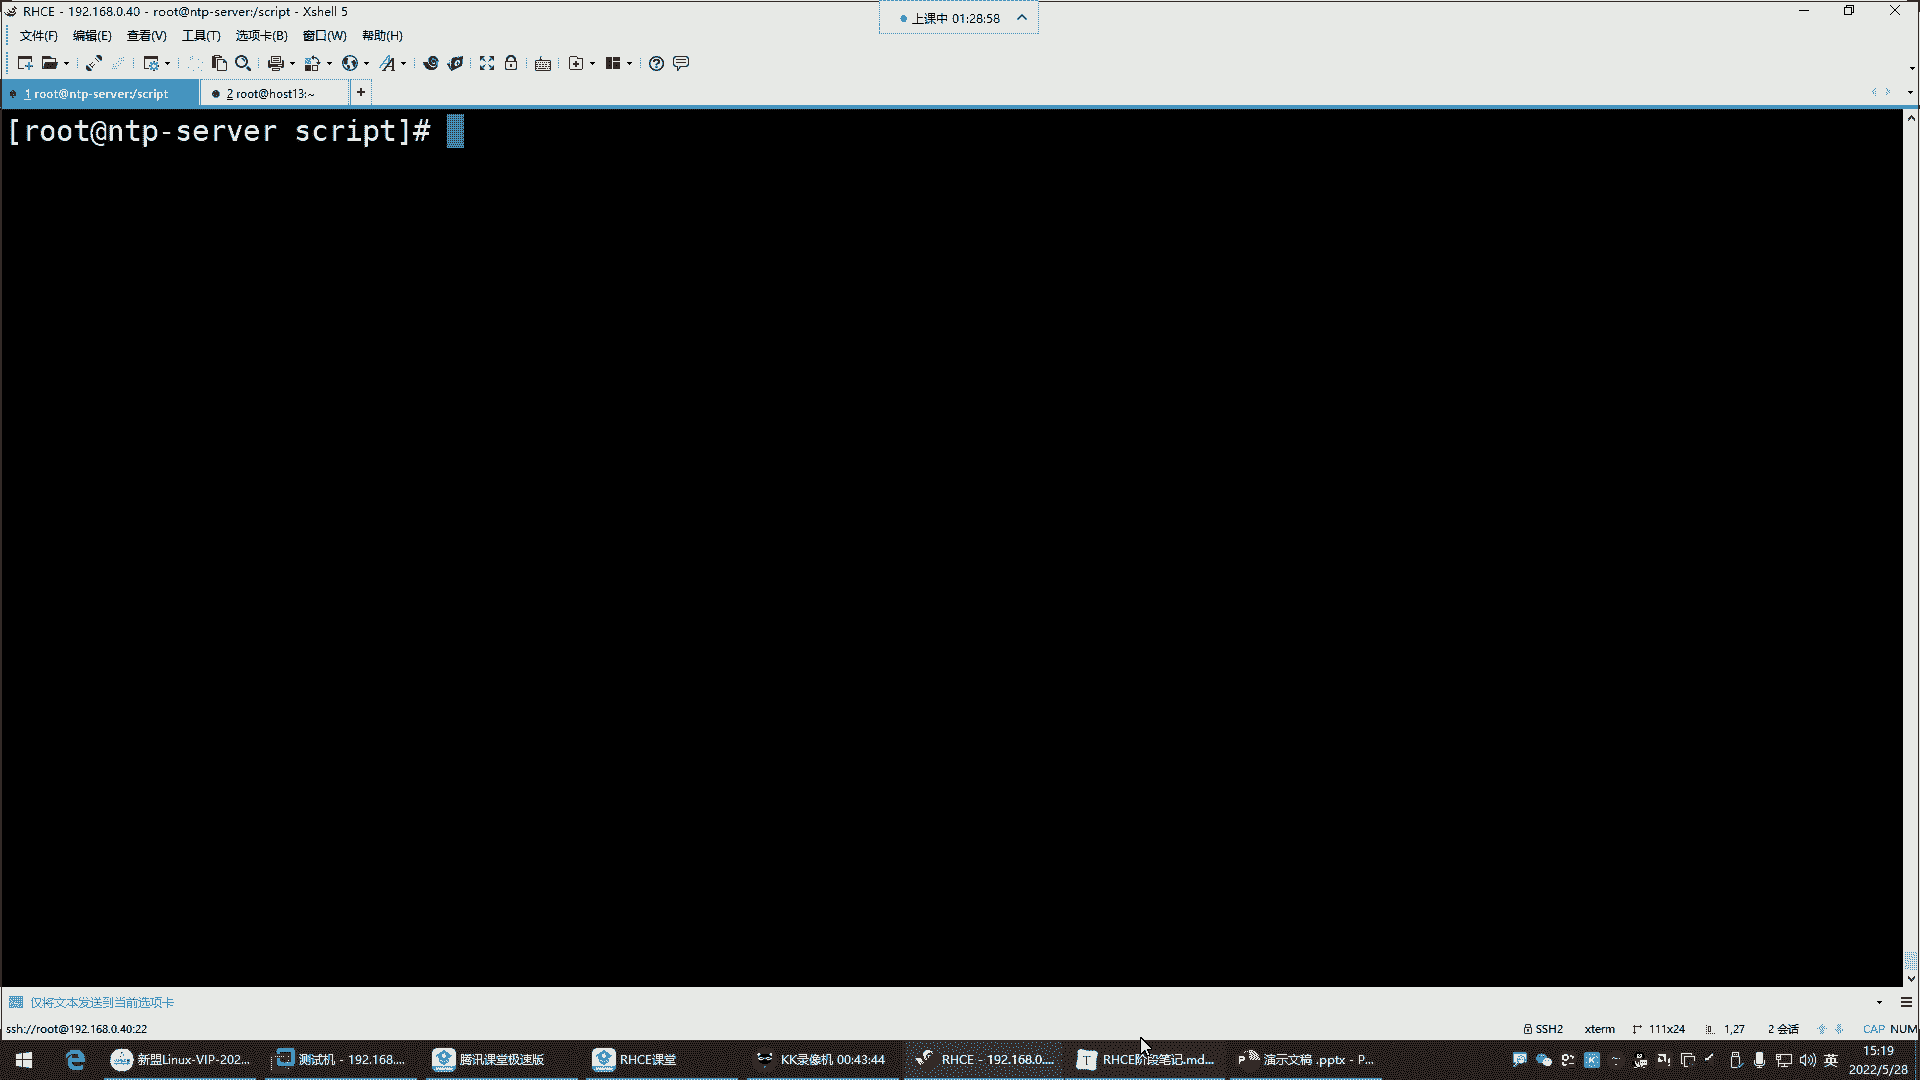 RHCE - 192.168.0.40 - root@ntp-server:/script - Xshell 5
上课中 01:28:58
文件(F) 编辑(E) 查看(V) 工具(T) 选项卡(B) 窗口(W) 帮助(H)
1 root@ntp-server:/script 2 root@host13:~ +
[root@ntp-server script]#
仅将文本发送到当前选项卡
ssh://root@192.168.0.40:22 SSH2 xterm 111x24 1,27 2 会话 CAP NUM
新盟Linux-VIP-202... 测试机 - 192.168.... 腾讯课堂极速版 RHCE课堂 KK录像机 00:43:44 RHCE - 192.168.0.... RHCE阶段笔记.md... 演示文稿 .pptx - P... 英 15:19
2022/5/28